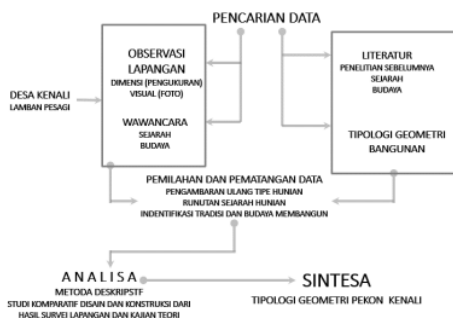 PENCARIAN DATA
OBSERVASI
LAPANGAN
DIMENSI (PENGUKURAN)
VISUAL (FOTO)
WAWANCARA
SEJARAH
BUDAYA
DESA KENALI
LAMBAN PESAGI
LITERATUR
PENELITIAN SEBELUMNYA
SEJARAH
BUDAYA
TIPOLOGI GEOMETRI
BANGUNAN
PEMILAHAN DAN PEMATANGAN DATA
PENGAMBARAN ULANG TIPE HUNIAN
RUNUTAN SEJARAH HUNIAN
INDENTIFIKASI TRADISI DAN BUDAYA MEMBANGUN
ANALISA
METODA DESKRIPSTF
STUDI KOMPARATIF DISAIN DAN KONSTRUKSI DARI
HASIL SURVEI LAPANGAN DAN KAJIAN TEORI
SINTESA
TIPOLOGI GEOMETRI PEKON KENALI